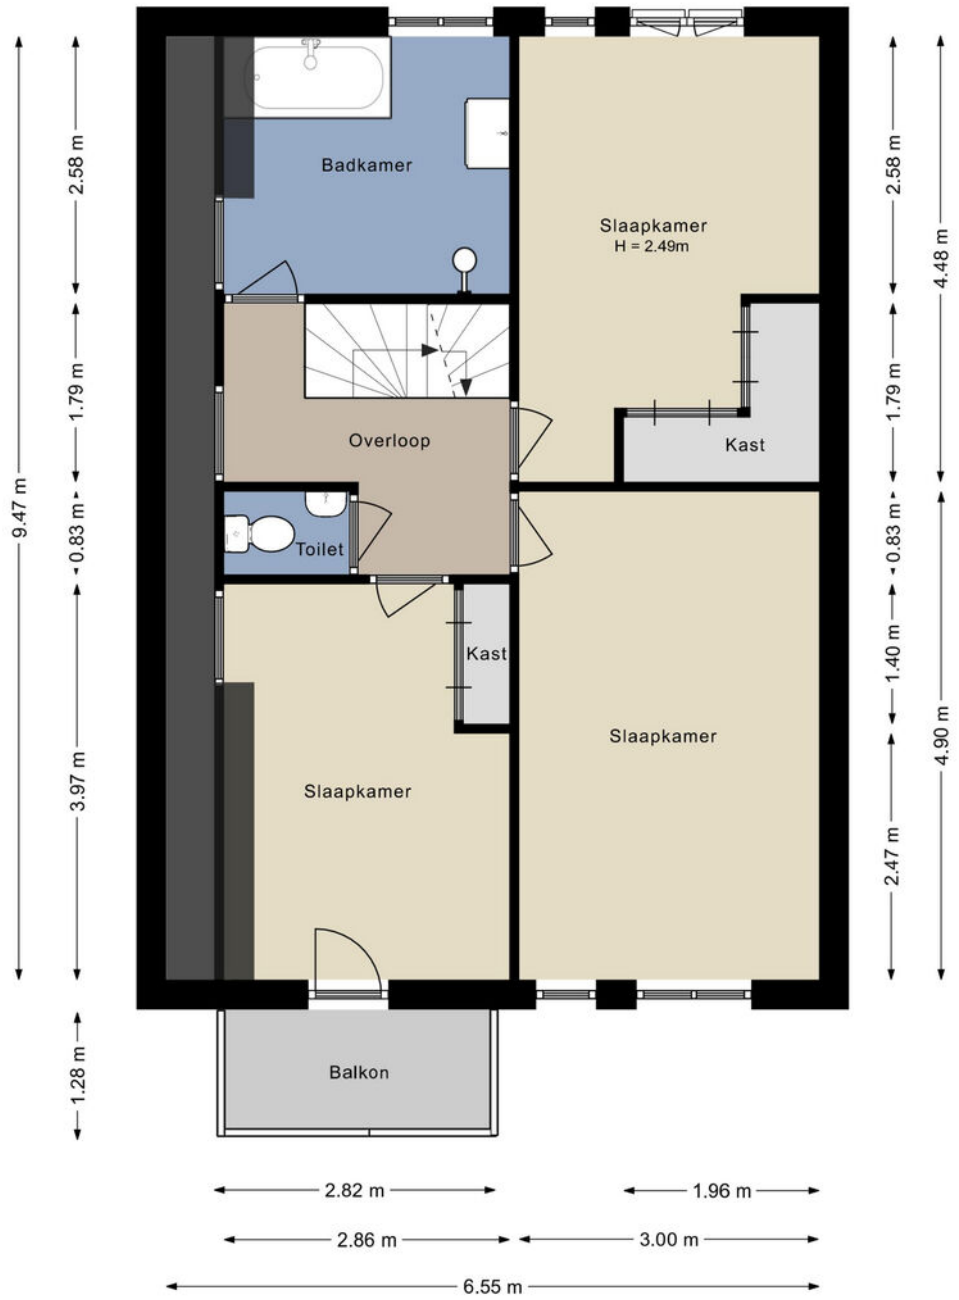 Badkamer
Slaapkamer
H = 2.49m
Overloop
Kast
Toilet
Kast
Slaapkamer
Slaapkamer
Balkon
9.47 m
2.58 m
1.79 m
0.83 m
3.97 m
1.28 m
2.58 m
1.79 m
0.83 m
1.40 m
2.47 m
4.48 m
4.90 m
2.82 m
1.96 m
2.86 m
3.00 m
6.55 m